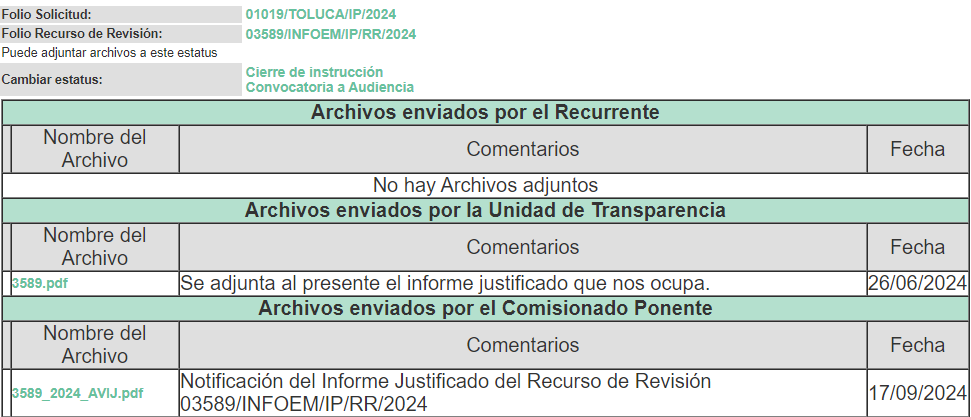 Folio Solicitud: 01019/TOLUCA/IP/2024
Folio Recurso de Revisión: 03589/INFOEM/IP/RR/2024
Puede adjuntar archivos a este estatus
Cambiar estatus: Cierre de instrucción
Convocatoria a Audiencia
Archivos enviados por el Recurrente
Nombre del
Archivo
Comentarios
Fecha
No hay Archivos adjuntos
Archivos enviados por la Unidad de Transparencia
Nombre del
Archivo
Comentarios
Fecha
3589.pdf Se adjunta al presente el informe justificado que nos ocupa. 26/06/2024
Archivos enviados por el Comisionado Ponente
Nombre del
Archivo
Comentarios
Fecha
3589_2024_AVIJ.pdf
Notificación del Informe Justificado del Recurso de Revisión
03589/INFOEM/IP/RR/2024
17/09/2024